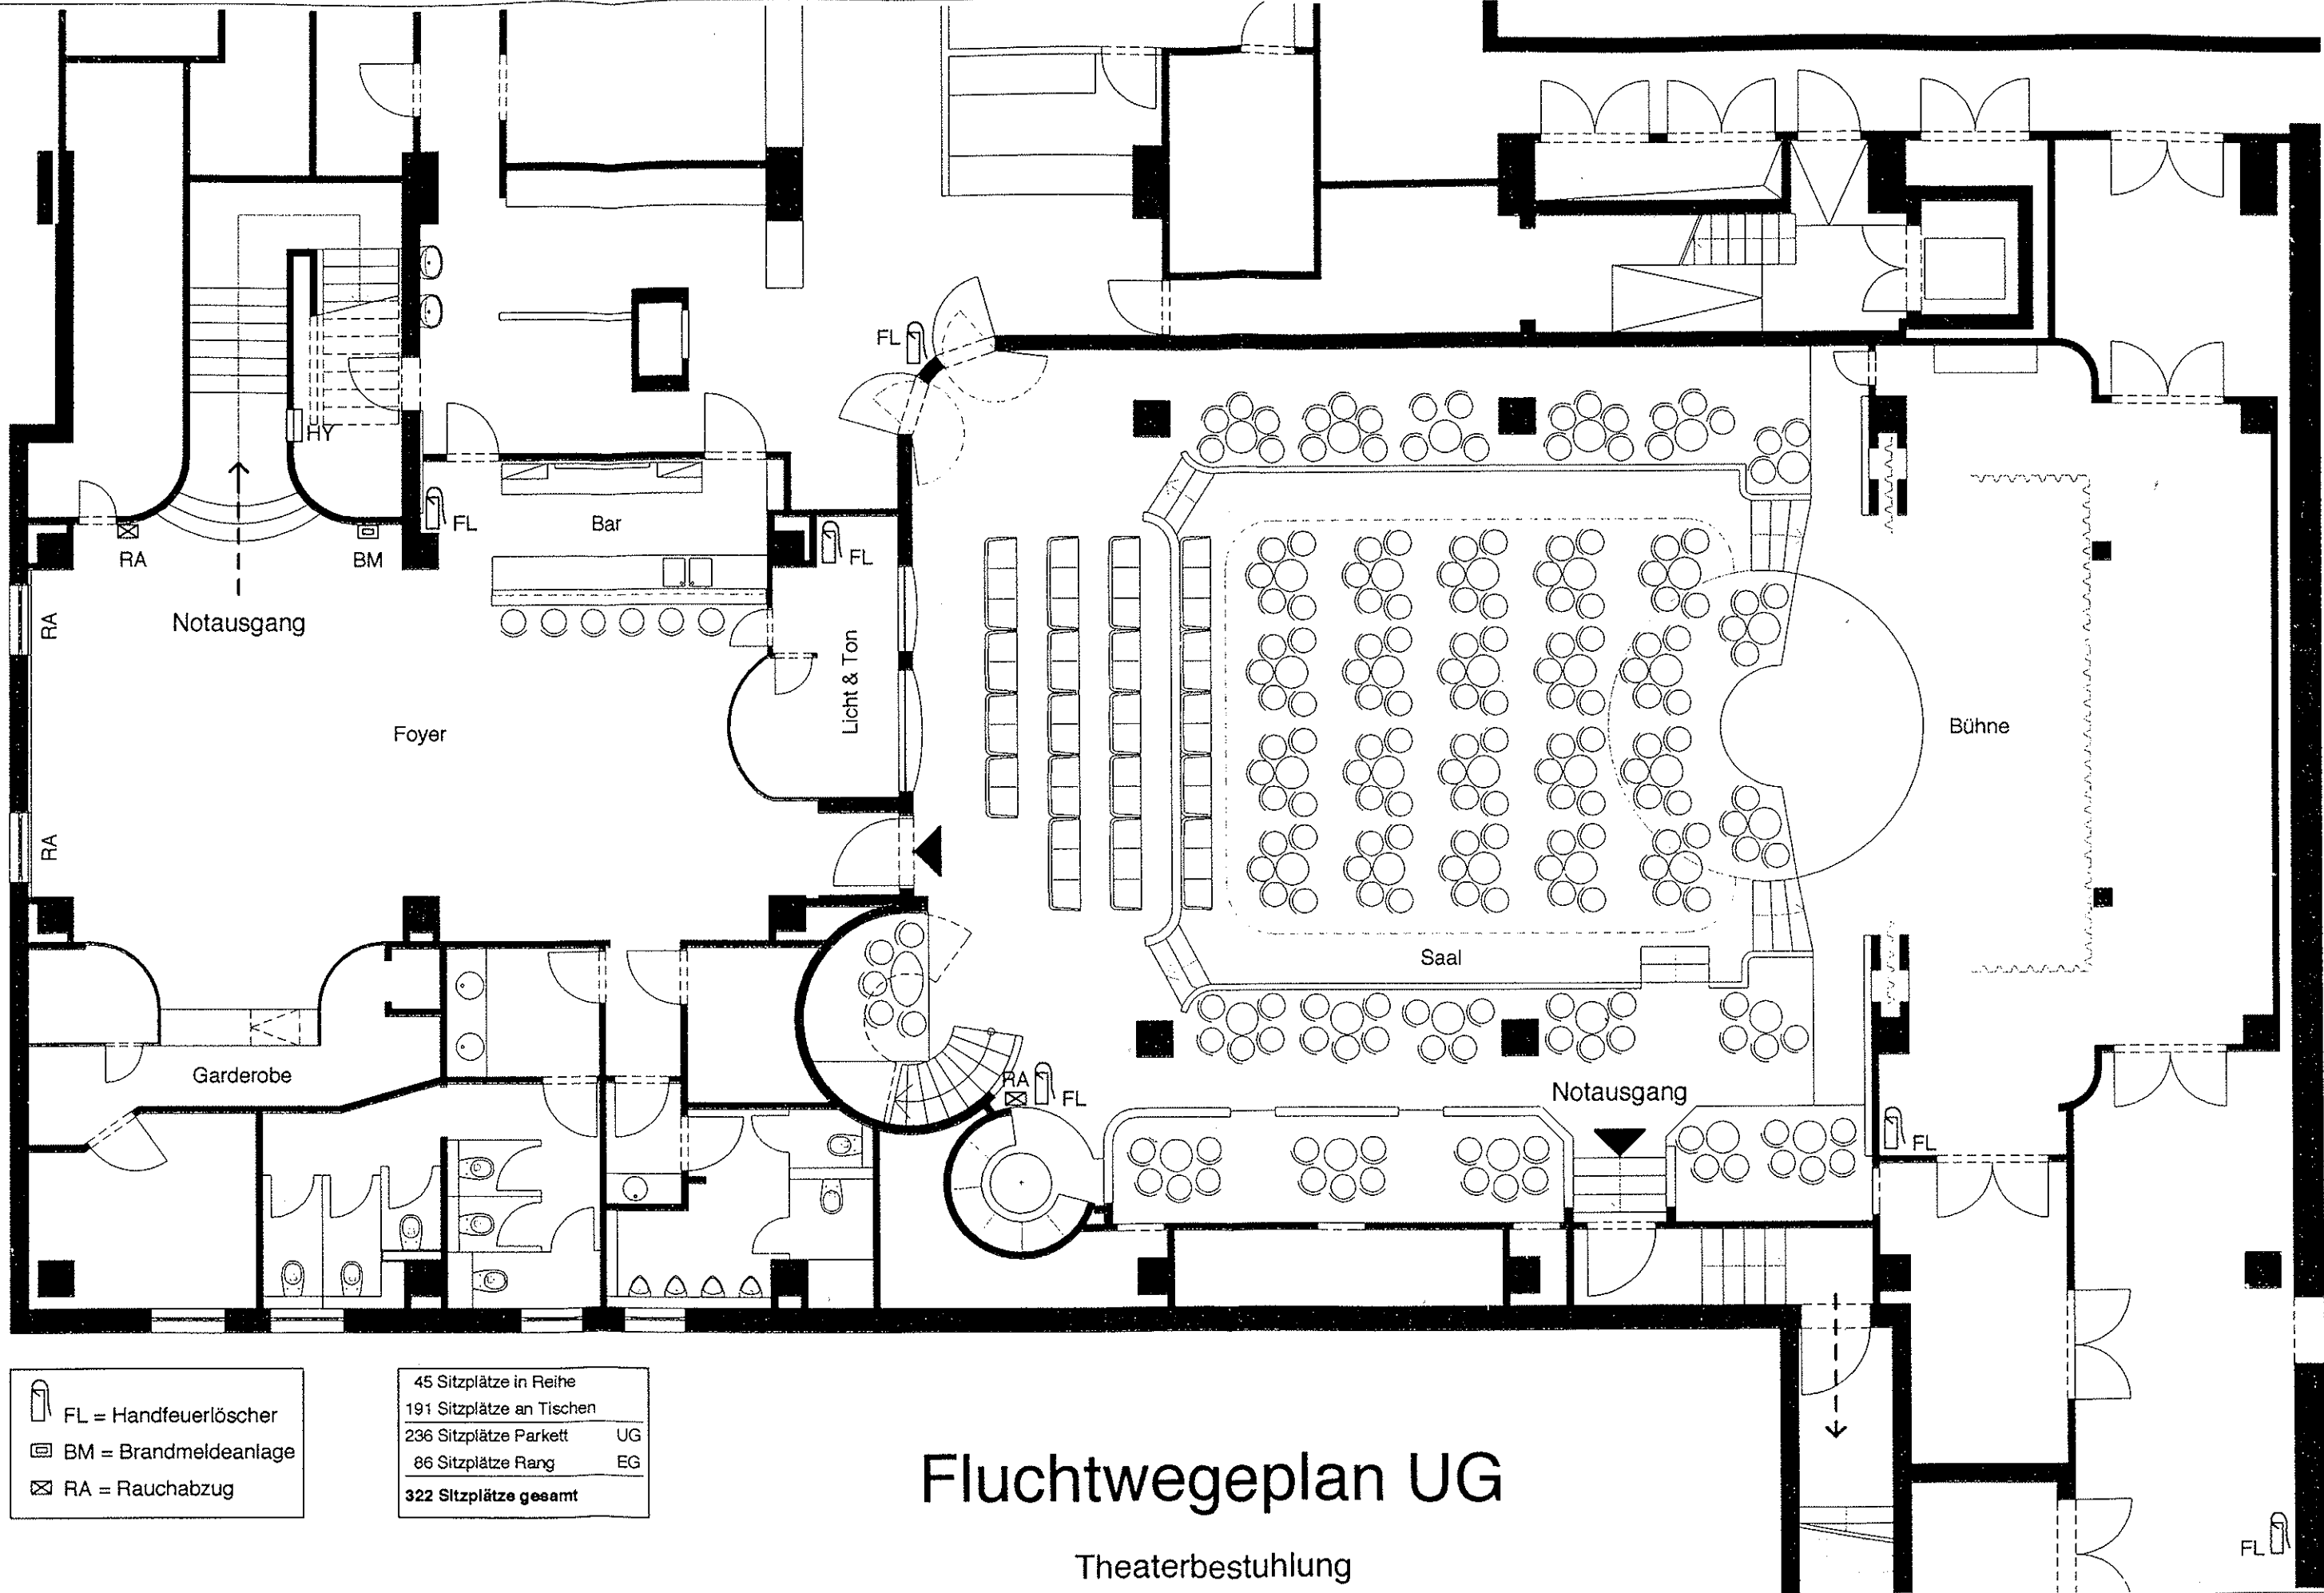 FL
HY
FL
Bar
FL
RA
BM
RA
Notausgang
Licht & Ton
Foyer
Bühne
RA
Saal
Garderobe
RA
FL
Notausgang
FL
FL = Handfeuerlöscher
BM = Brandmeldeanlage
RA = Rauchabzug
45 Sitzplätze in Reihe
191 Sitzplätze an Tischen
236 Sitzplätze Parkett UG
86 Sitzplätze Rang EG
322 Sitzplätze gesamt
Fluchtwegeplan UG
Theaterbestuhlung
FL